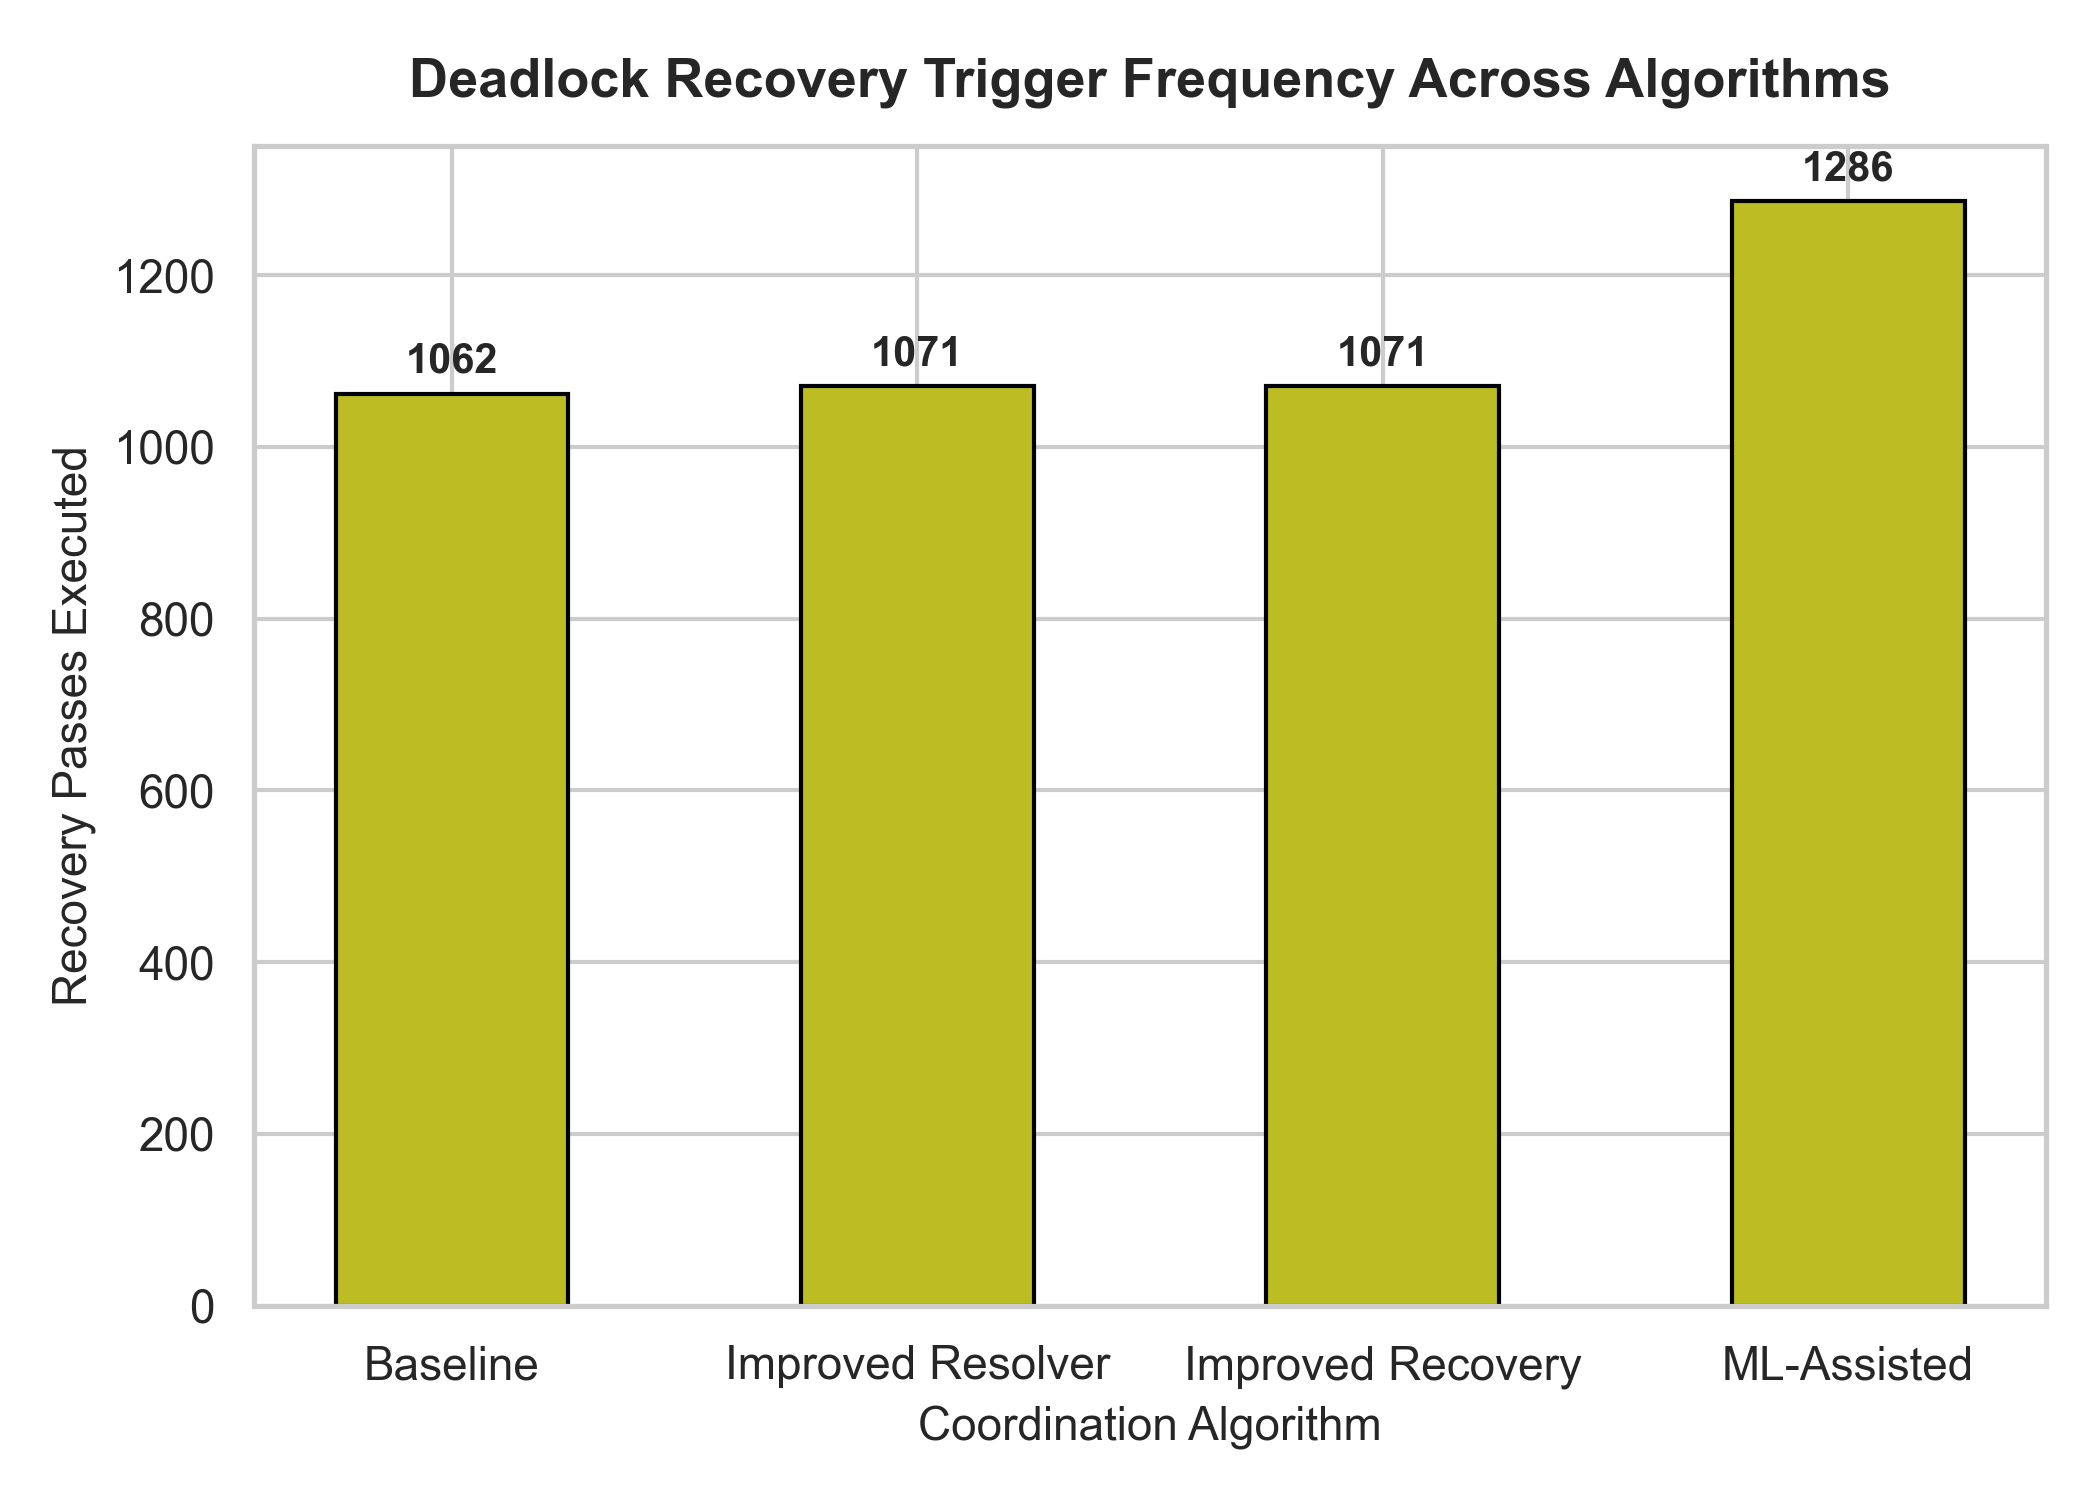 Deadlock Recovery Trigger Frequency Across Algorithms
1286
1200
1062
1071
1071
1000
800
600
400
200
0
Recovery Passes Executed
Baseline
Improved Resolver
Improved Recovery
ML-Assisted
Coordination Algorithm